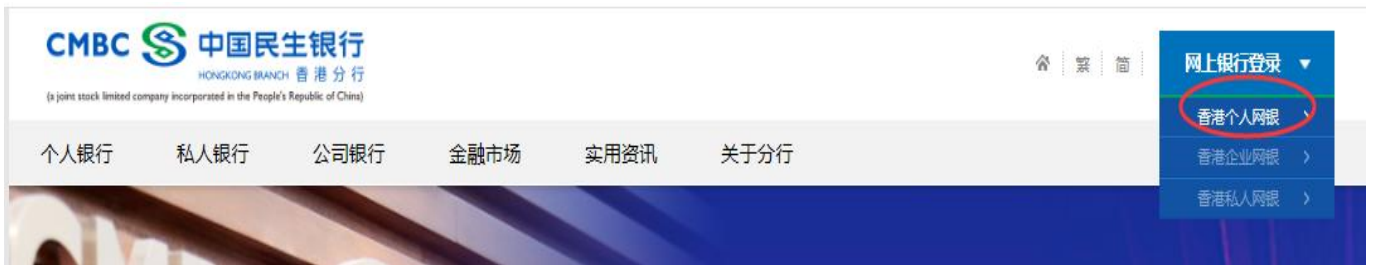 CMBC 中国民生银行
HONGKONG BRANCH 香港分行
(a joint stock limited company incorporated in the People's Republic of China)
繁 简
网上银行登录
香港个人网银
香港企业网银
香港私人网银
个人银行 私人银行 公司银行 金融市场 实用资讯 关于分行